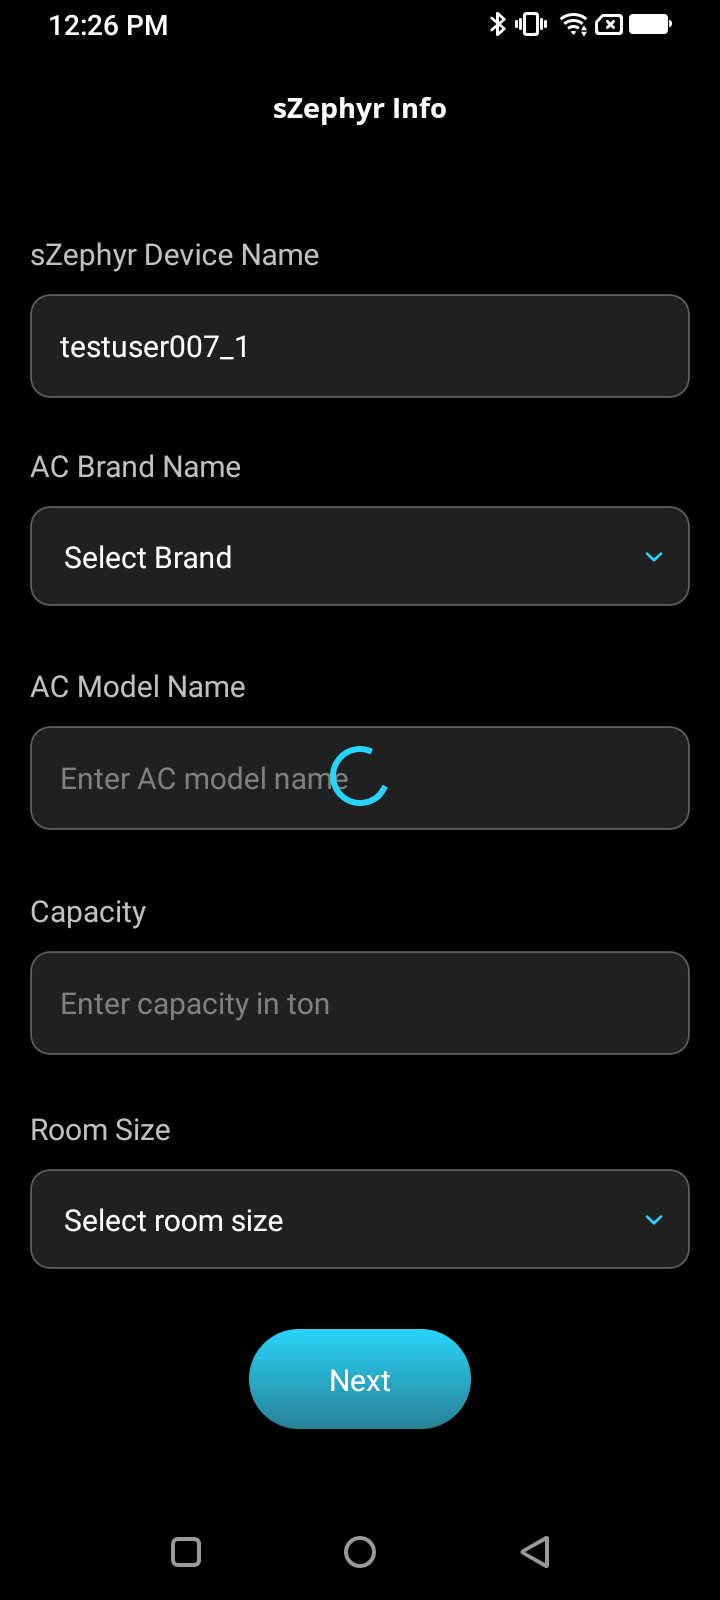 12:26 PM
sZephyr Info
sZephyr Device Name
testuser007_1
AC Brand Name
Select Brand
AC Model Name
Enter AC model name
Capacity
Enter capacity in ton
Room Size
Select room size
Next